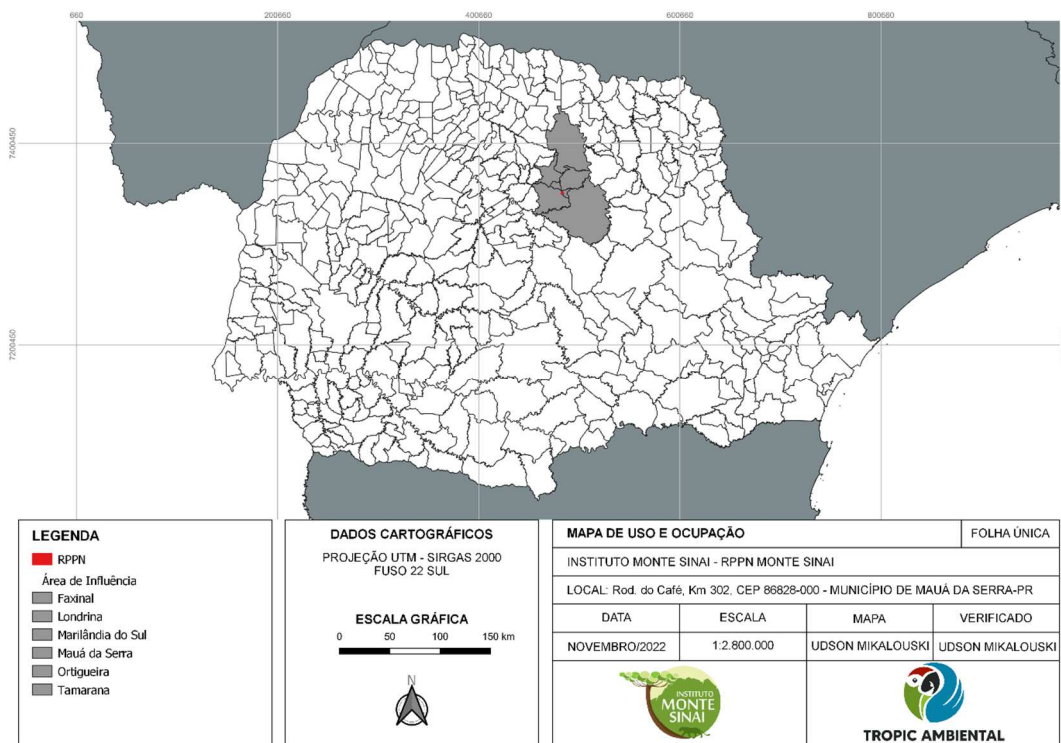 660
200660
400660
600660
800660
7400450
7200450
LEGENDA
RPPN
Área de Influência
Faxinal
Londrina
Marilândia do Sul
Mauá da Serra
Ortigueira
Tamarana
DADOS CARTOGRÁFICOS
PROJEÇÃO UTM - SIRGAS 2000
FUSO 22 SUL
ESCALA GRÁFICA
0 50 100 150 km
N
MAPA DE USO E OCUPAÇÃO
FOLHA ÚNICA
INSTITUTO MONTE SINAI - RPPN MONTE SINAI
LOCAL: Rod. do Café, Km 302, CEP 86828-000 - MUNICÍPIO DE MAUÁ DA SERRA-PR
DATA ESCALA MAPA VERIFICADO
NOVEMBRO/2022 1:2.800.000 UDSON MIKALOUSKI UDSON MIKALOUSKI
INSTITUTO
MONTE
SINAI
TROPIC AMBIENTAL